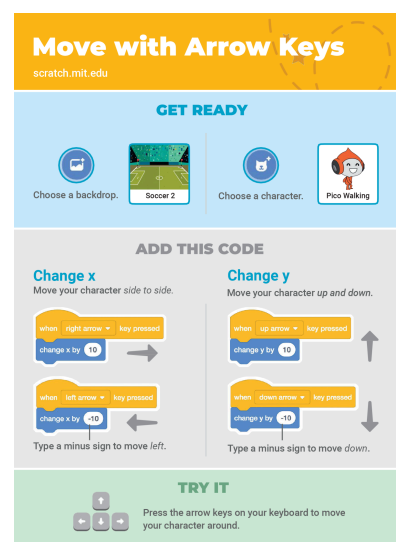 Move with Arrow Keys
scratch.mit.edu
GET READY
Choose a backdrop.
Soccer 2
Choose a character.
Pico Walking
ADD THIS CODE
Change x
Move your character side to side.
when right arrow key pressed
change x by 10
when left arrow key pressed
change x by -10
Type a minus sign to move left.
Change y
Move your character up and down.
when up arrow key pressed
change y by 10
when down arrow key pressed
change y by -10
Type a minus sign to move down.
TRY IT
Press the arrow keys on your keyboard to move
your character around.